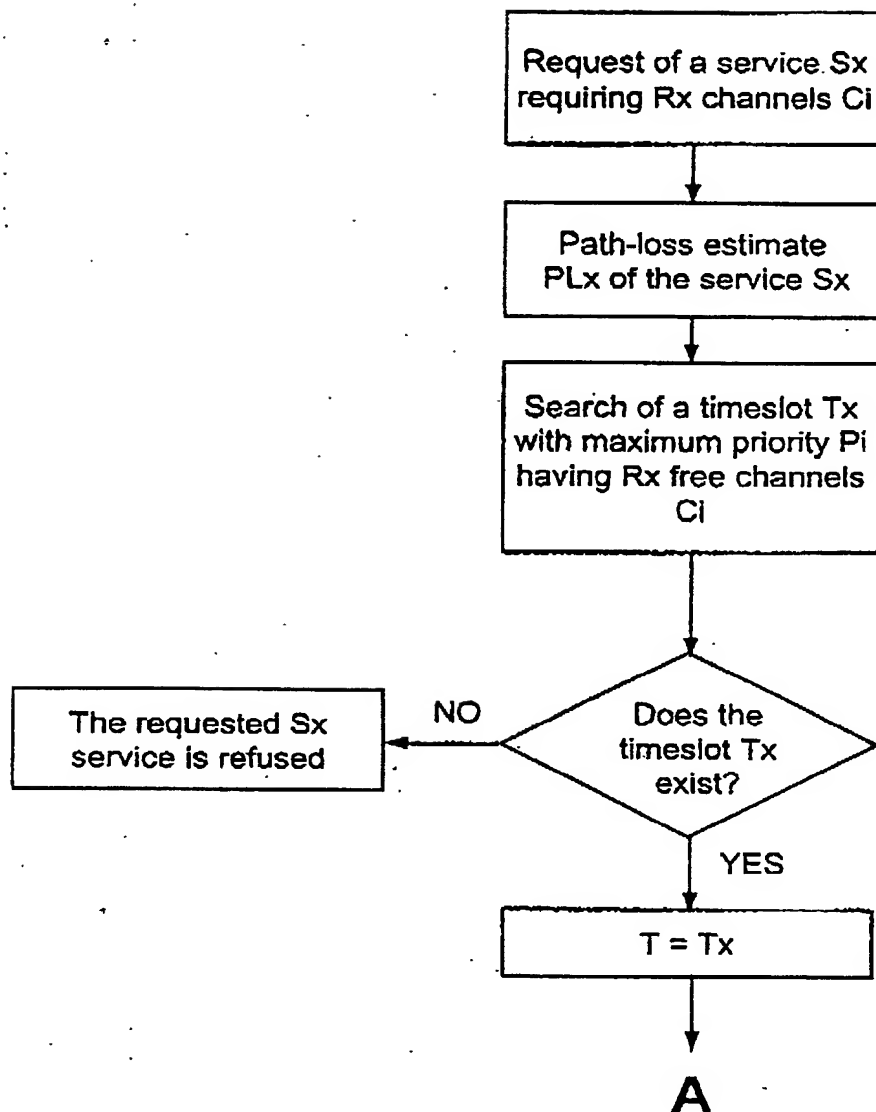 Request of a service Sx
requiring Rx channels Ci
Path-loss estimate
PLx of the service Sx
Search of a timeslot Tx
with maximum priority Pi
having Rx free channels
Ci
Does the
timeslot Tx
exist?
NO
The requested Sx
service is refused
YES
T = Tx
A